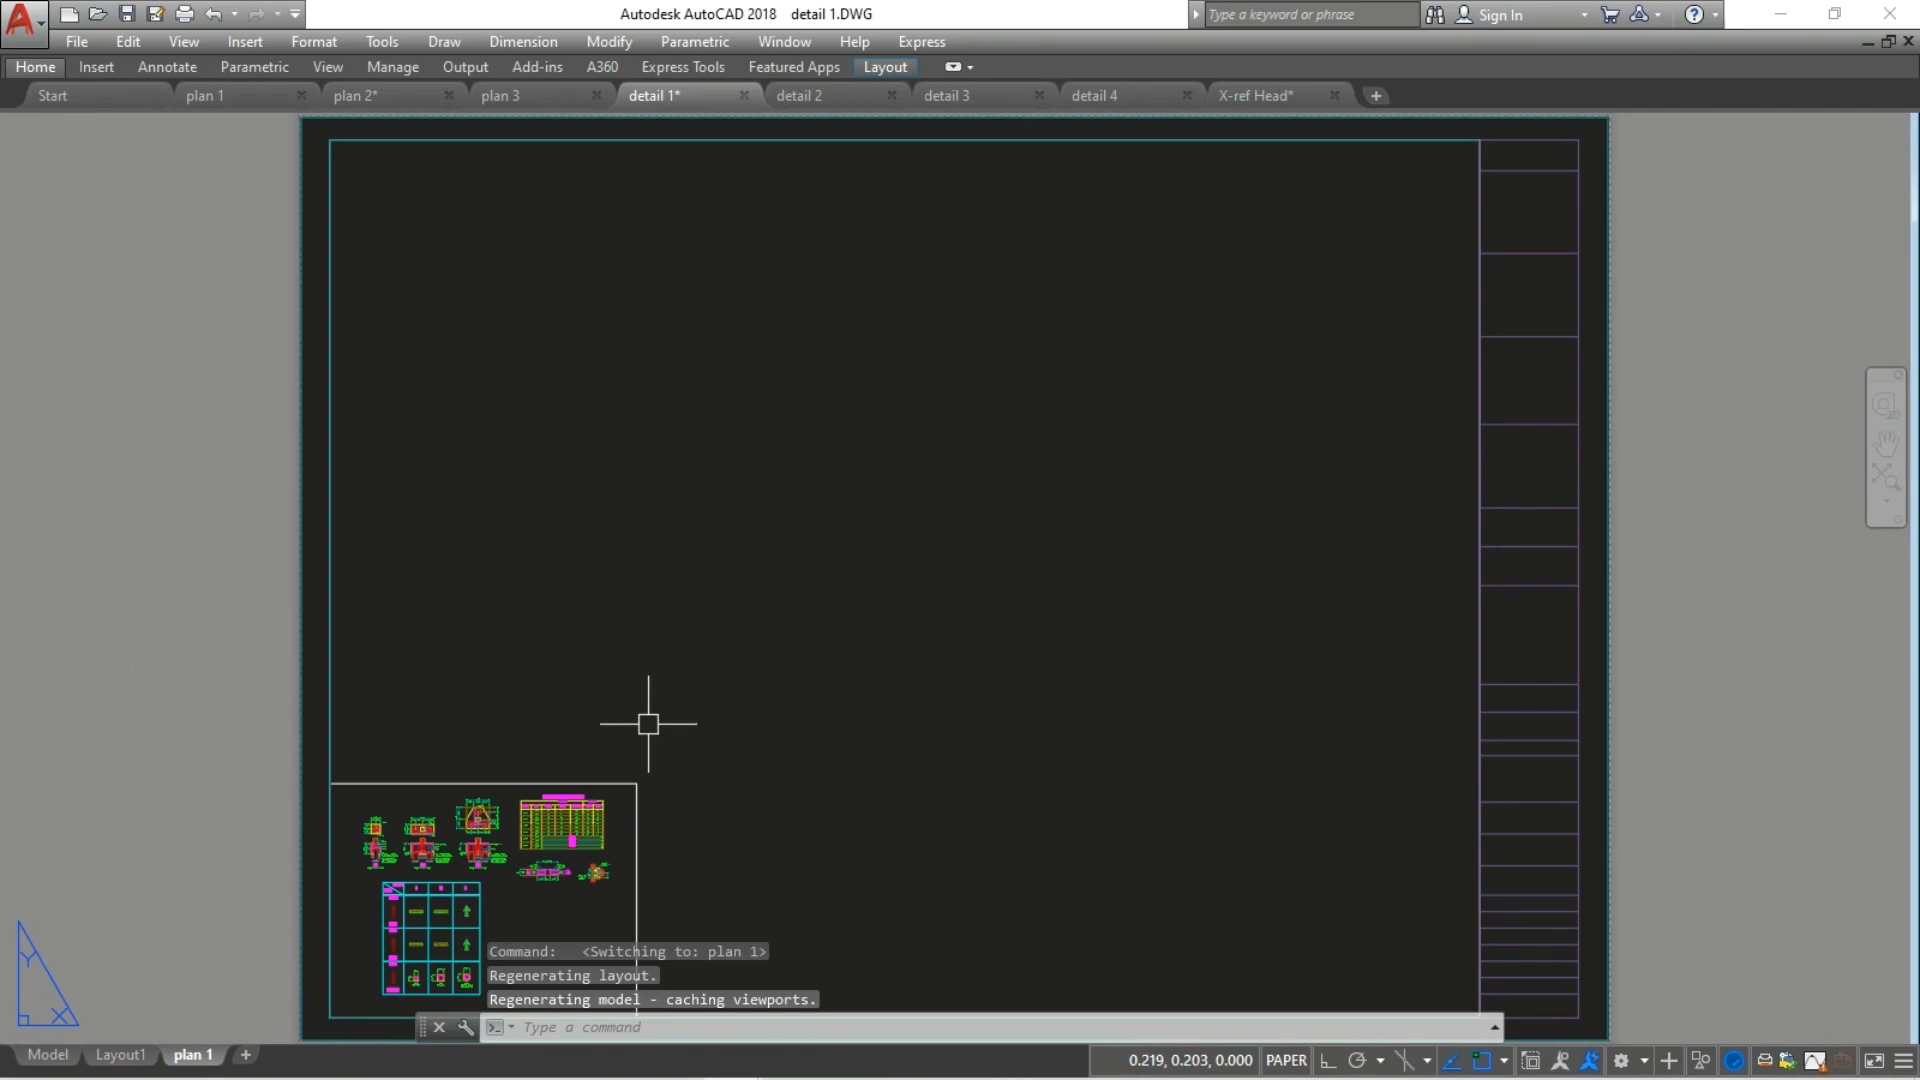 Autodesk AutoCAD 2018 detail 1.DWG
Type a keyword or phrase
Sign In
File Edit View Insert Format Tools Draw Dimension Modify Parametric Window Help Express
Home Insert Annotate Parametric View Manage Output Add-ins A360 Express Tools Featured Apps Layout
Start plan 1 plan 2* plan 3 detail 1* detail 2 detail 3 detail 4 X-ref Head*
Command: <Switching to: plan 1>
Regenerating layout.
Regenerating model - caching viewports.
Y
X
Type a command
Model Layout1 plan 1
0.219, 0.203, 0.000 PAPER